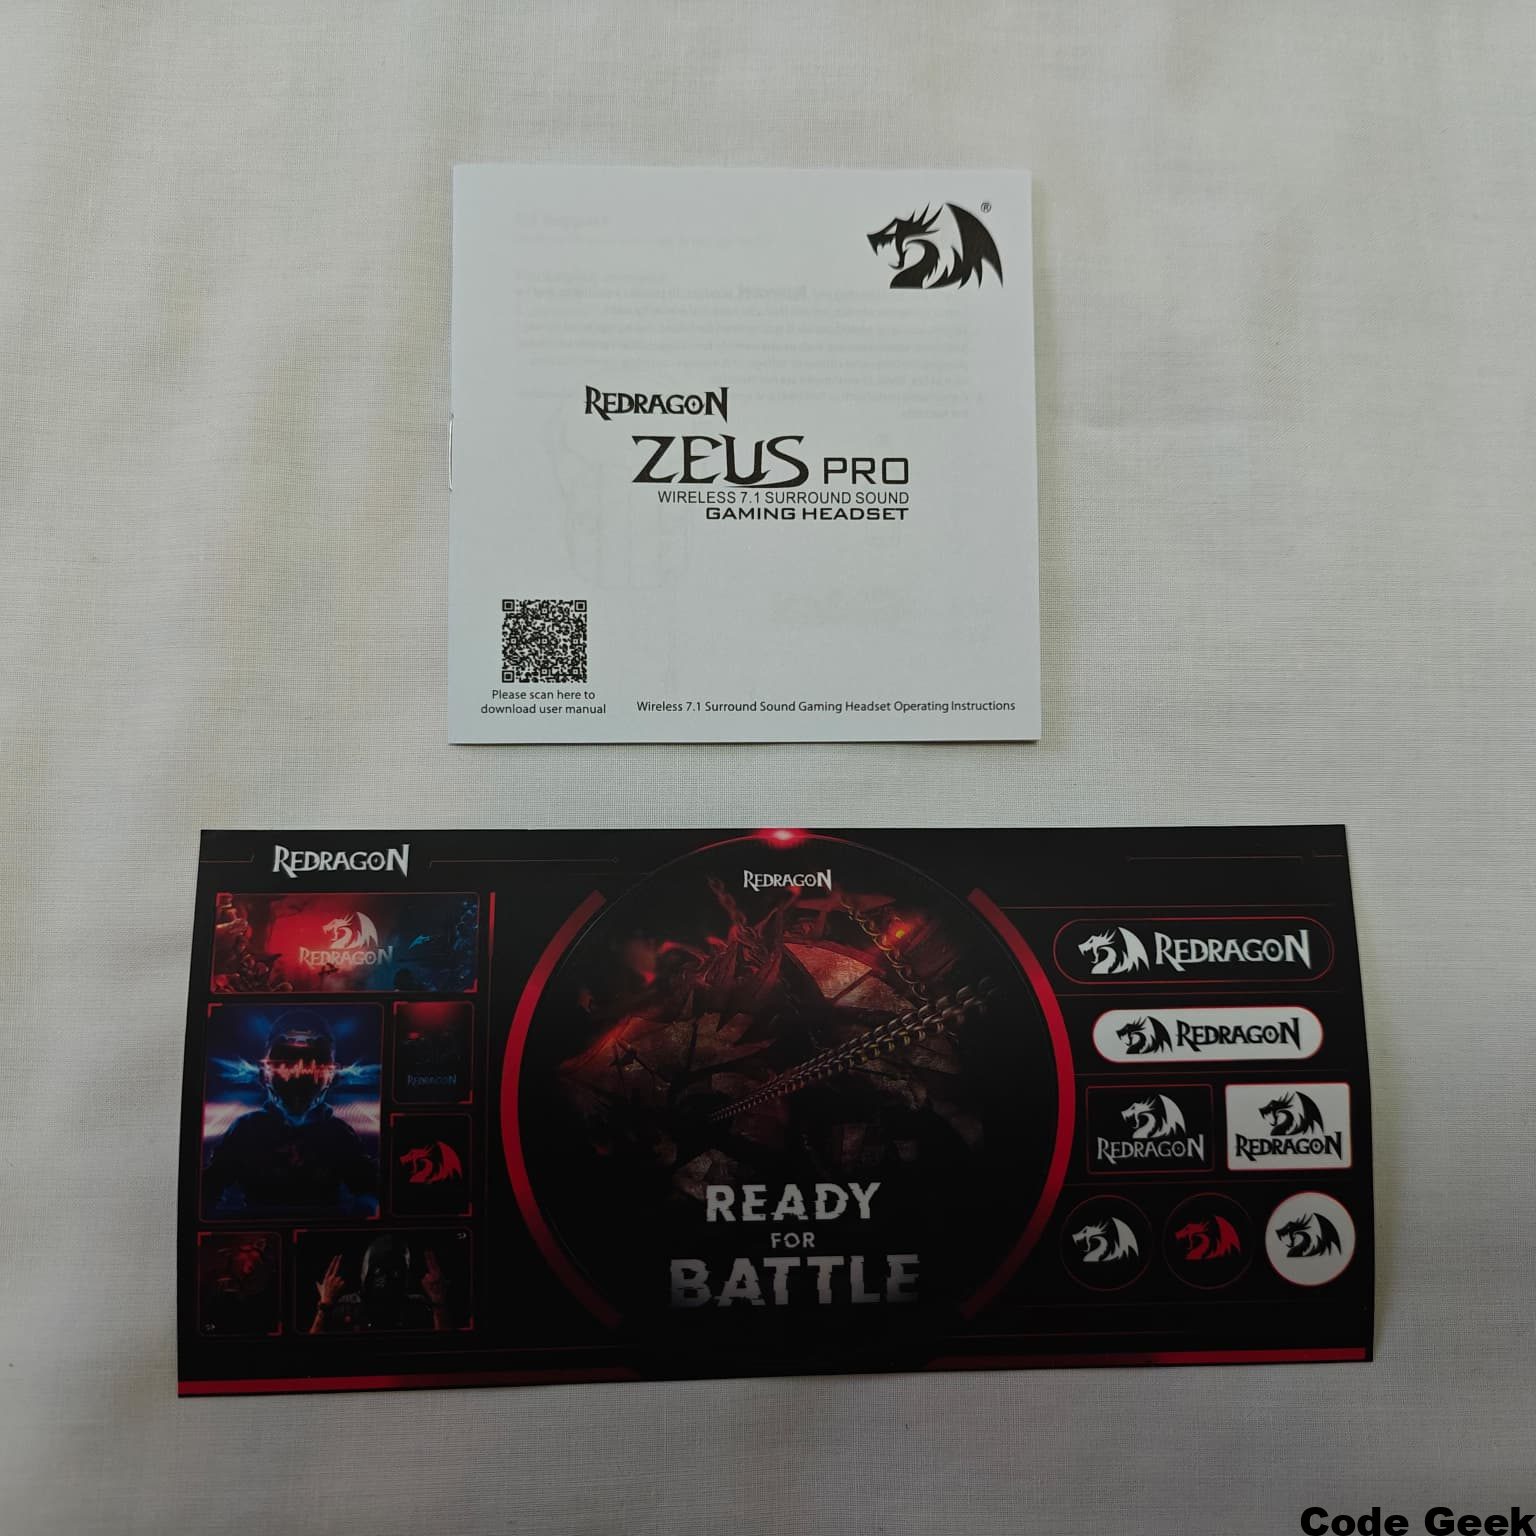 ®
REDRAGON
ZEUS PRO
WIRELESS 7.1 SURROUND SOUND
GAMING HEADSET
Please scan here to
download user manual
Wireless 7.1 Surround Sound Gaming Headset Operating Instructions
REDRAGON
REDRAGON
REDRAGON
REDRAGON
READY
FOR
BATTLE
REDRAGON
REDRAGON
REDRAGON
REDRAGON
Code Geek